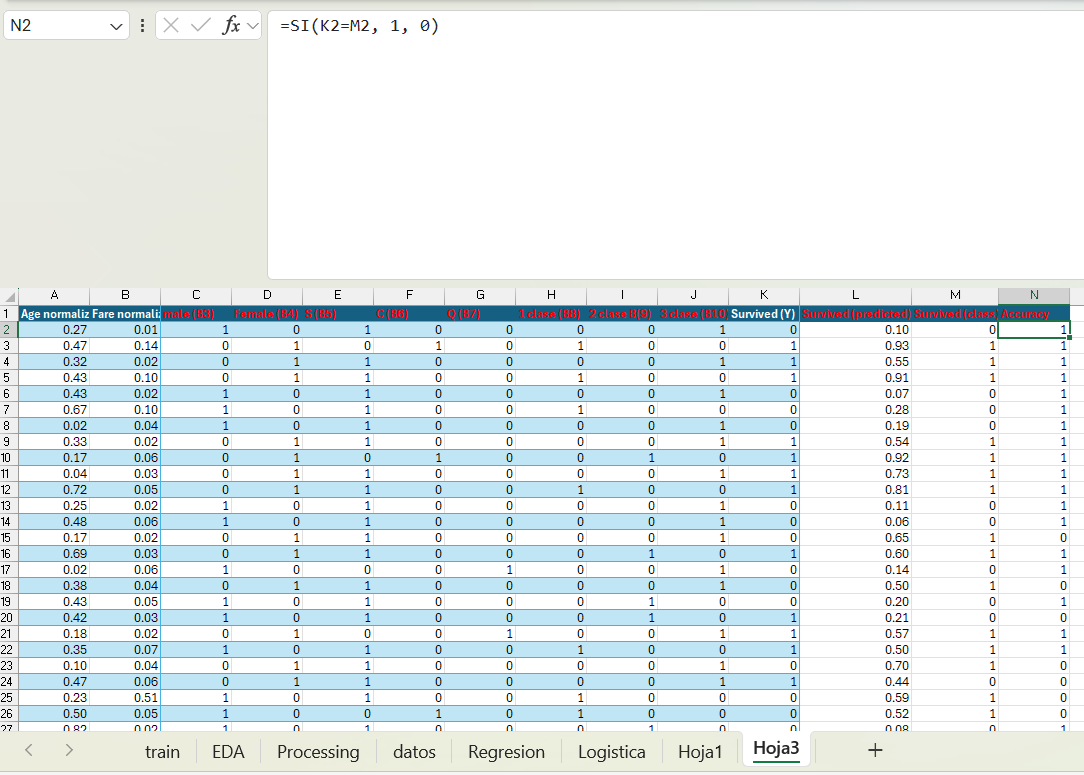 N2 fx =SI(K2=M2, 1, 0)
A B C D E F G H I J K L M N
1 Age normaliz Fare normali: male (B3) Female (B4) S (B5) C (B6) Q (B7) 1 clase (B8) 2 clase B(9) 3 clase (B10) Survived (Y) Survived (predicted) Survived (class Accuracy
2 0.27 0.01 1 0 1 0 0 0 0 1 0 0.10 0 1
3 0.47 0.14 0 1 0 1 0 1 0 0 1 0.93 1 1
4 0.32 0.02 0 1 1 0 0 0 0 1 1 0.55 1 1
5 0.43 0.10 0 1 1 0 0 1 0 0 1 0.91 1 1
6 0.43 0.02 1 0 1 0 0 0 0 1 0 0.07 0 1
7 0.67 0.10 1 0 1 0 0 1 0 0 0 0.28 0 1
8 0.02 0.04 1 0 1 0 0 0 0 1 0 0.19 0 1
9 0.33 0.02 0 1 1 0 0 0 0 1 1 0.54 1 1
10 0.17 0.06 0 1 0 1 0 0 1 0 1 0.92 1 1
11 0.04 0.03 0 1 1 0 0 0 0 1 1 0.73 1 1
12 0.72 0.05 0 1 1 0 0 1 0 0 1 0.81 1 1
13 0.25 0.02 1 0 1 0 0 0 0 1 0 0.11 0 1
14 0.48 0.06 1 0 1 0 0 0 0 1 0 0.06 0 1
15 0.17 0.02 0 1 1 0 0 0 0 1 0 0.65 1 0
16 0.69 0.03 0 1 1 0 0 0 1 0 1 0.60 1 1
17 0.02 0.06 1 0 0 0 1 0 0 1 0 0.14 0 1
18 0.38 0.04 0 1 1 0 0 0 0 1 0 0.50 1 0
19 0.43 0.05 1 0 1 0 0 0 1 0 0 0.20 0 1
20 0.42 0.03 1 0 1 0 0 0 1 0 1 0.21 0 0
21 0.18 0.02 0 1 0 0 1 0 0 1 1 0.57 1 1
22 0.35 0.07 1 0 1 0 0 1 0 0 1 0.50 1 1
23 0.10 0.04 0 1 1 0 0 0 0 1 0 0.70 1 0
24 0.47 0.06 0 1 1 0 0 0 0 1 1 0.44 0 0
25 0.23 0.51 1 0 1 0 0 1 0 0 0 0.59 1 0
26 0.50 0.05 1 0 0 1 0 1 0 0 0 0.52 1 0
27 0.82 0.02 1 0 1 0 0 0 1 0 0 0.08 0 1
train EDA Processing datos Regresion Logistica Hoja1 Hoja3 +